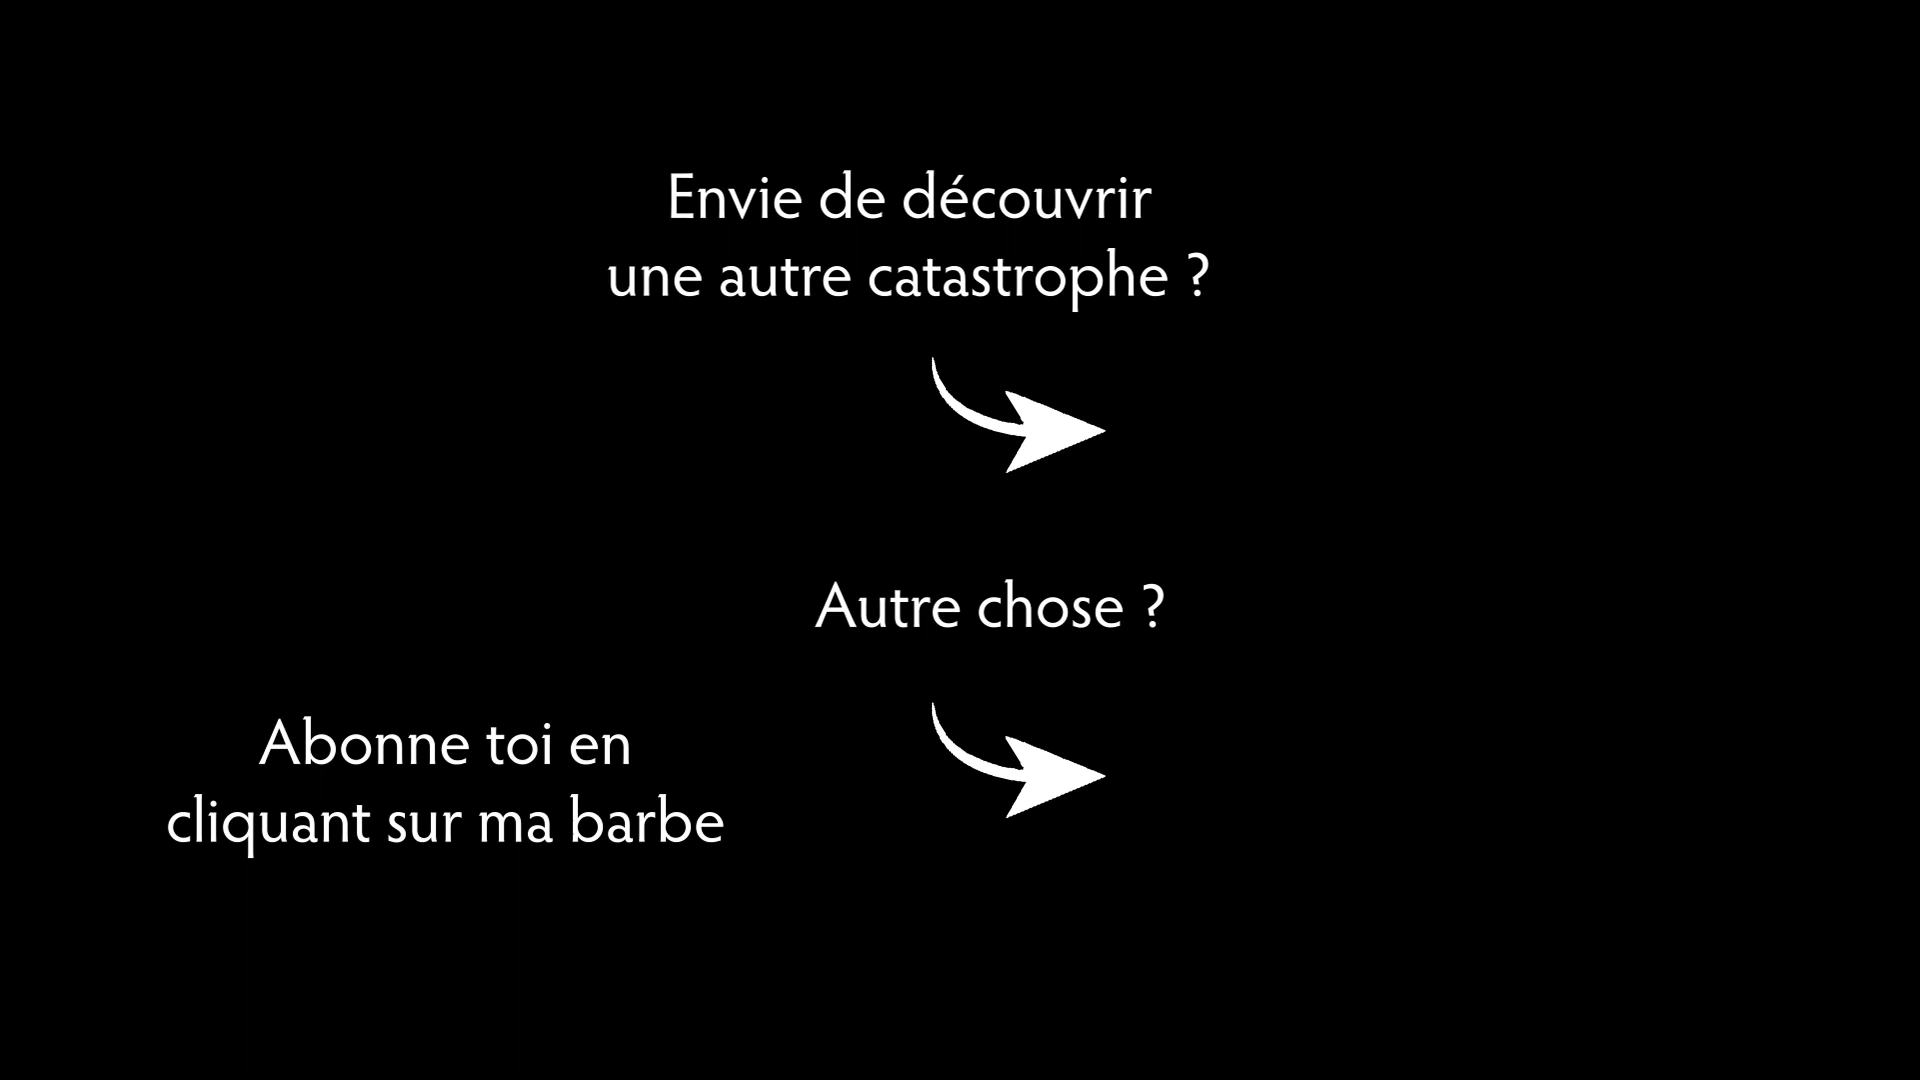 Envie de découvrir
une autre catastrophe ?
Autre chose ?
Abonne toi en
cliquant sur ma barbe